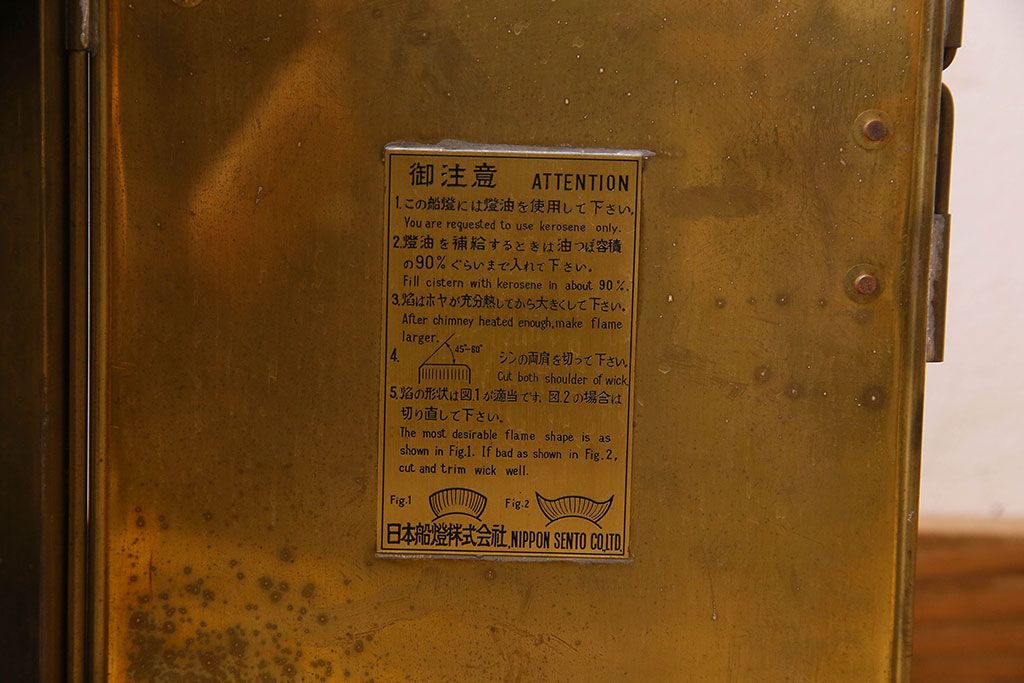 御注意 ATTENTION
1.この船燈には燈油を使用して下さい。
You are requested to use kerosene only.
2.燈油を補給するときは油つぼ容積
の90%ぐらいまで入れて下さい。
Fill cistern with kerosene in about 90%.
3.焰はホヤが充分熱してから大きくして下さい。
After chimney heated enough,make flame
larger.
4. 45°-60° シンの両肩を切って下さい。
Cut both shoulder of wick
5.焰の形状は図.1が適当です.図.2の場合は
切り直して下さい。
The most desirable flame shape is as
shown in Fig.1. If bad as shown in Fig.2,
cut and trim wick well.
Fig.1 Fig.2
日本船燈株式会社,NIPPON SENTO CO.,LTD.